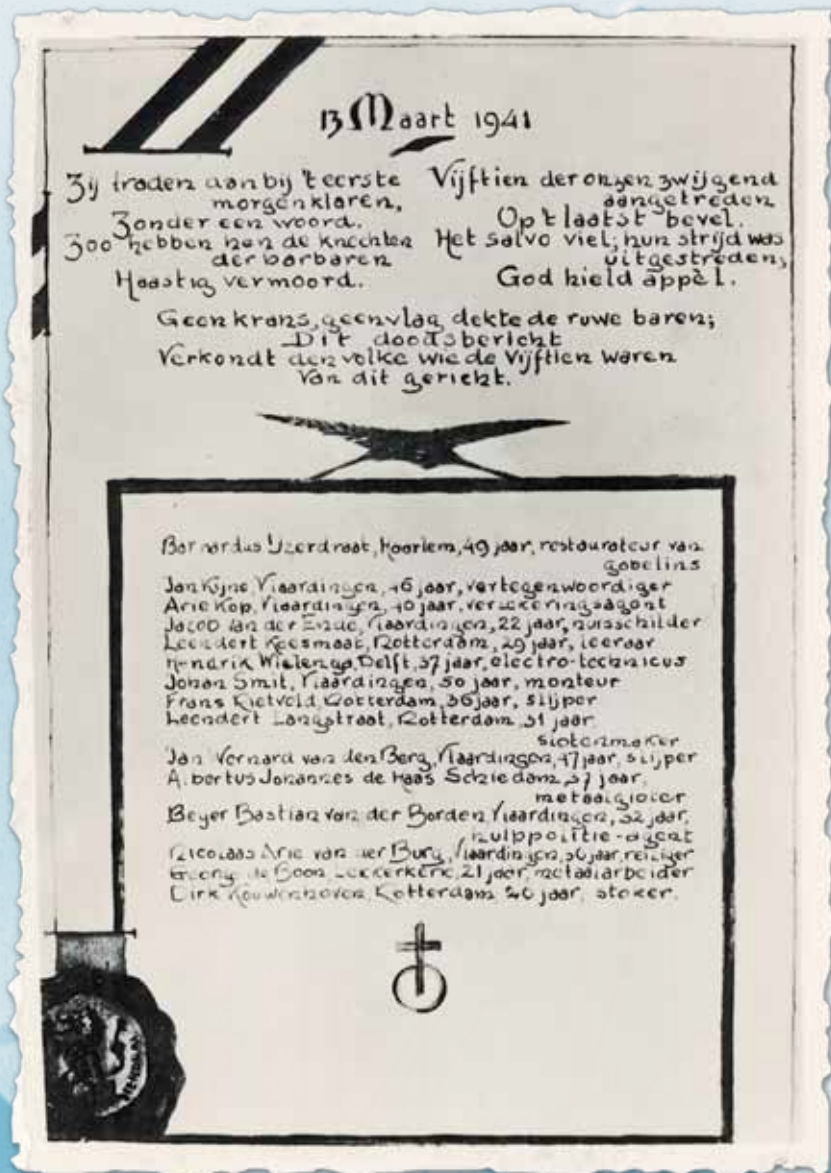 13 Maart 1941
Zij traden aan bij 't eerste
morgenklaren,
Zonder een woord.
Zoo hebben hen de knechten
der barbaren
Haastig vermoord.
Vijftien der onzen zwijgend
aangetreden
Op 't laatst bevel.
Het salvo viel; hun strijd was
uitgestreden,
God hield appèl.
Geen krans, geen vlag dekte de ruwe baren;
Dit doodsbericht
Verkondt den volke wie de Vijftien waren
Van dit gericht.
Barnardus IJzerdraat, Haarlem, 49 jaar, restaurateur van
gobelins
Jan Kijne, Vlaardingen, 46 jaar, vertegenwoordiger
Arie Kop, Vlaardingen, 40 jaar, verzekeringsagent
Jacob van der Ende, Vlaardingen, 22 jaar, huisschilder
Leendert Keesmaat, Rotterdam, 29 jaar, leeraar
Hendrik Wielenga, Delft, 37 jaar, electro-technicus
Johan Smit, Vlaardingen, 30 jaar, monteur
Frans Rietveld, Rotterdam, 36 jaar, slijper
Leendert Langstraat, Rotterdam, 31 jaar
slotenmaker
Jan Wernard van den Berg, Vlaardingen, 47 jaar, slijper
Albertus Johannes de Haas Schiedam, 37 jaar,
metaalgieter
Beyer Bastian van der Borden Vlaardingen, 32 jaar,
hulppolitie-agent
Nicolaas Arie van der Burg, Vlaardingen, 36 jaar, reiziger
de Boon Lekkerkerk, 21 jaar, metaalarbeider
Dirk Kouwenhoven, Rotterdam 26 jaar, stoker.